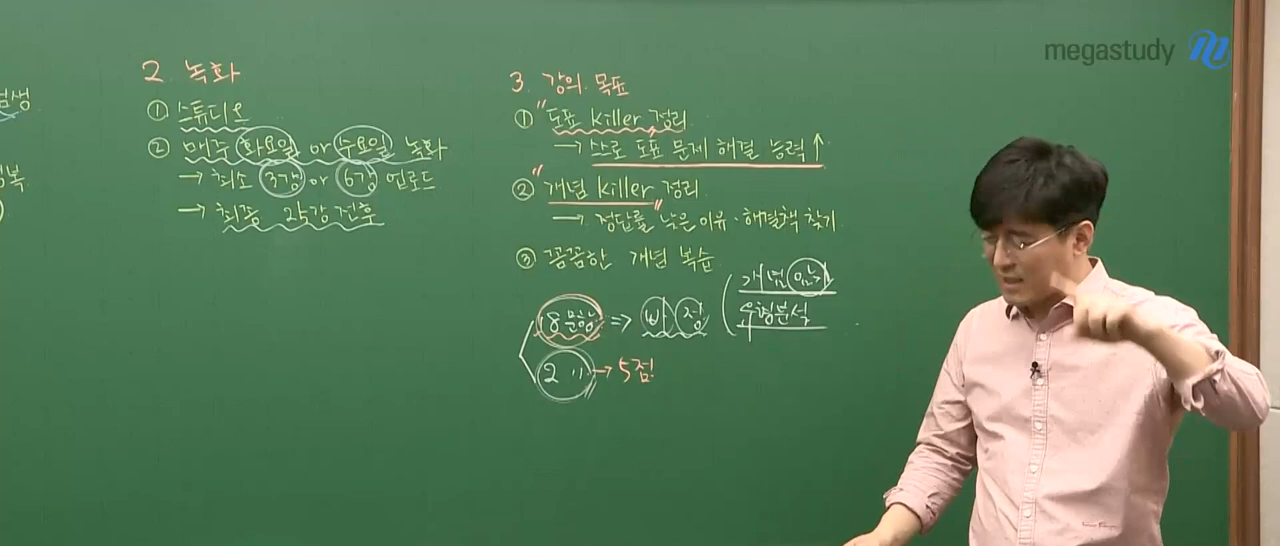 megastudy
2. 녹화
① 스튜디오
② 매주 화요일 or 수요일 녹화
→ 최소 3강 or 6강 업로드
→ 최종 25강 전후
3. 강의 목표
① "도표 killer" 정리
→ 스스로 도표 문제 해결 능력 ↑
② "개념 killer" 정리
→ 정답률 낮은 이유·해결책 찾기
③ 꼼꼼한 개념 복습
18문항 ⇒ 빠 정 ( 개념 암기
유형분석
2 〃 → 5점!